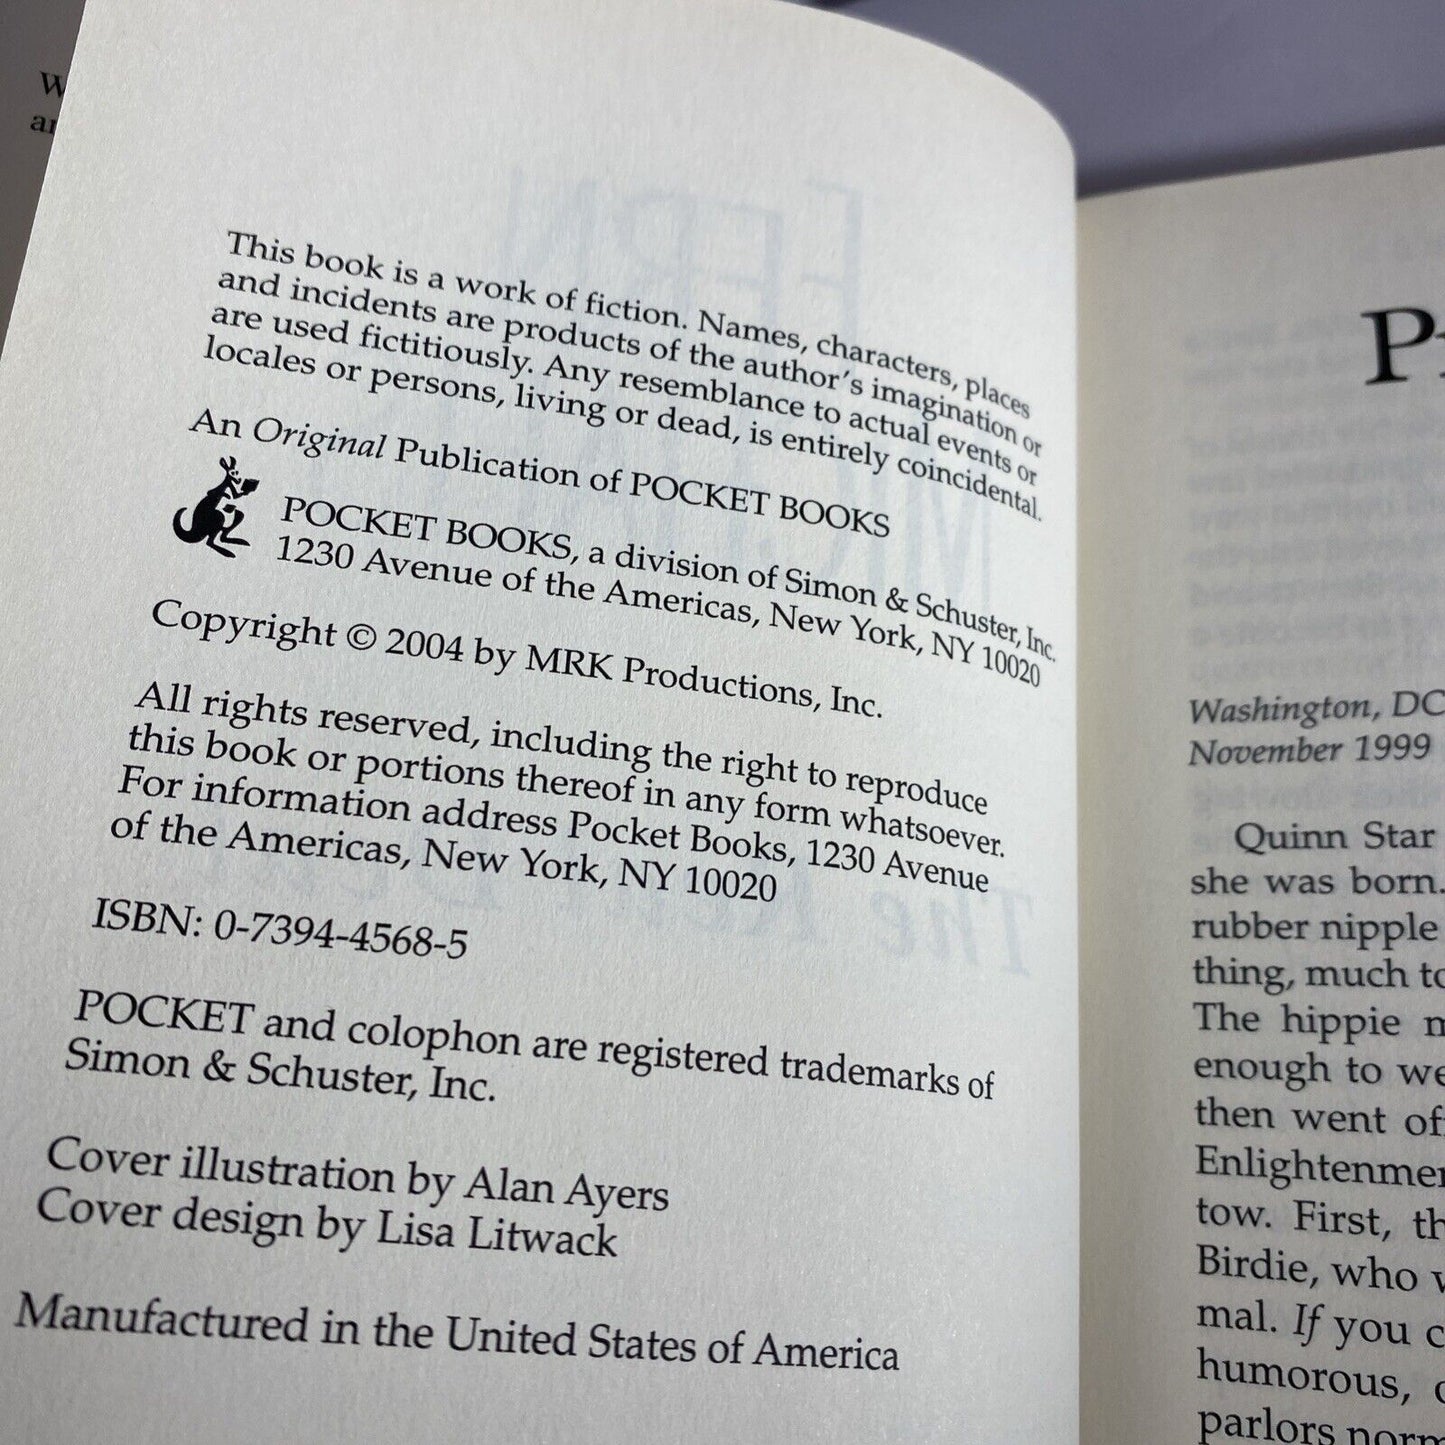 This book is a work of fiction. Names, characters, places
and incidents are products of the author's imagination or
are used fictitiously. Any resemblance to actual events or
locales or persons, living or dead, is entirely coincidental.
An Original Publication of POCKET BOOKS
POCKET BOOKS, a division of Simon & Schuster, Inc.
1230 Avenue of the Americas, New York, NY 10020
Copyright © 2004 by MRK Productions, Inc.
All rights reserved, including the right to reproduce
this book or portions thereof in any form whatsoever.
For information address Pocket Books, 1230 Avenue
of the Americas, New York, NY 10020
ISBN: 0-7394-4568-5
POCKET and colophon are registered trademarks of
Simon & Schuster, Inc.
Cover illustration by Alan Ayers
Cover design by Lisa Litwack
Manufactured in the United States of America
Washington, DC
November 1999
Quinn Star
she was born.
rubber nipple
thing, much
The hippie
enough to
then went
tow. First,
Birdie, who
mal. If you
humorous,
parlors